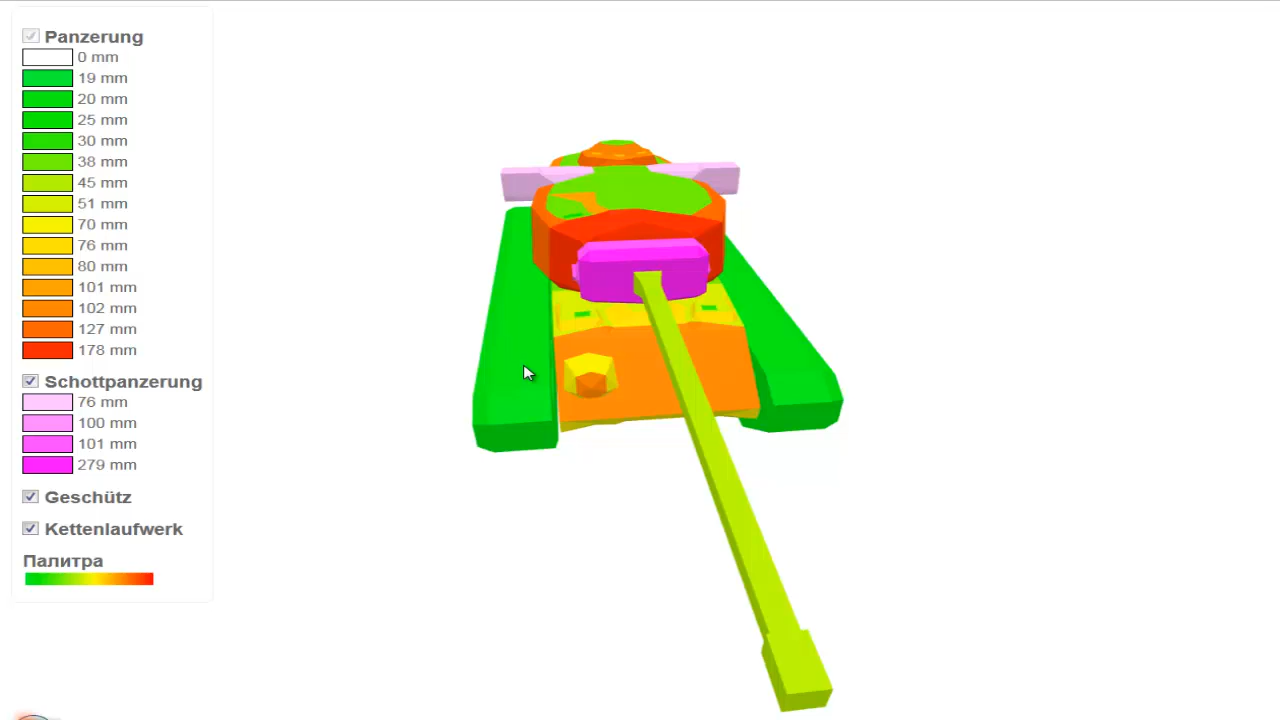 Panzerung
0 mm
19 mm
20 mm
25 mm
30 mm
38 mm
45 mm
51 mm
70 mm
76 mm
80 mm
101 mm
102 mm
127 mm
178 mm
Schottpanzerung
76 mm
100 mm
101 mm
279 mm
Geschütz
Kettenlaufwerk
Палитра